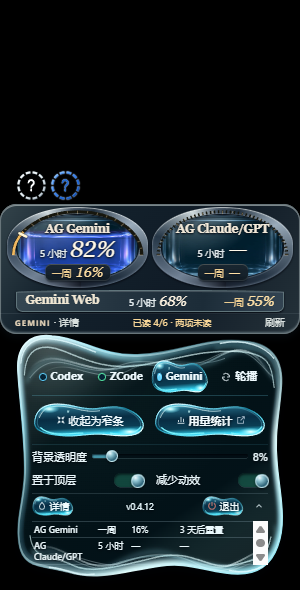 ? ?
AG Gemini AG Claude/GPT
5 小时 82% 5 小时 —
一周 16% 一周 —
Gemini Web 5 小时 68% 一周 55%
GEMINI · 详情 已读 4/6 · 两项未读 刷新
Codex ZCode Gemini 轮播
收起为窄条 用量统计
背景透明度 8%
置于顶层 减少动效
详情 v0.4.12 退出
AG Gemini 一周 16% 3 天后重置
AG Claude/GPT 5 小时 — —